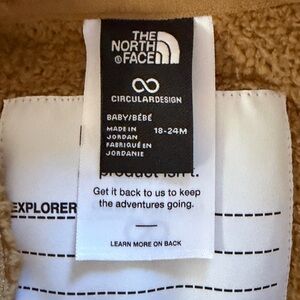 THE
NORTH
FACE
CIRCULARDESIGN
BABY/BÉBÉ
MADE IN 18-24M
JORDAN
FABRIQUÉ EN
JORDANIE
product isn't.
Get it back to us to keep
the adventures going.
EXPLORER
LEARN MORE ON BACK